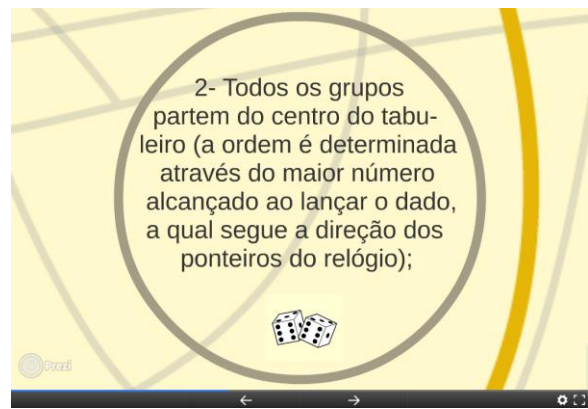 2- Todos os grupos
partem do centro do tabu-
leiro (a ordem é determinada
através do maior número
alcançado ao lançar o dado,
a qual segue a direção dos
ponteiros do relógio);
Prezi